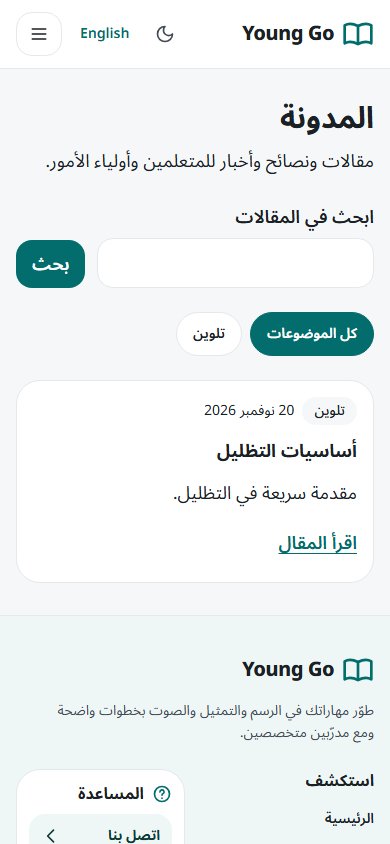 Young Go
English
المدونة
مقالات ونصائح وأخبار للمتعلمين وأولياء الأمور.
ابحث في المقالات
بحث
كل الموضوعات
تلوين
تلوين
20 نوفمبر 2026
أساسيات التظليل
مقدمة سريعة في التظليل.
اقرأ المقال
Young Go
طوّر مهاراتك في الرسم والتمثيل والصوت بخطوات واضحة
ومع مدرّبين متخصصين.
استكشف
الرئيسية
المساعدة
اتصل بنا